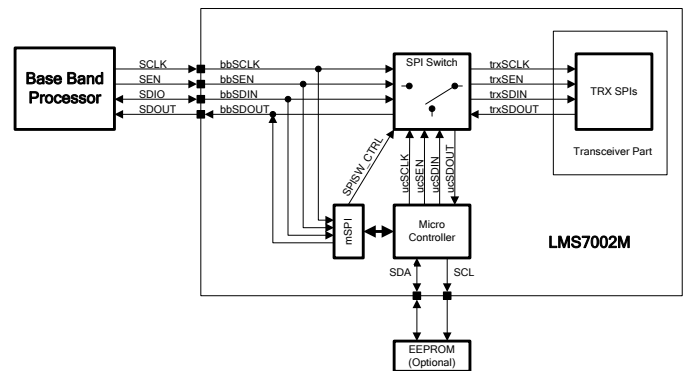 Base Band
Processor
SCLK
SEN
SDIO
SDOUT
bbSCLK
bbSEN
bbSDIN
bbSDOUT
SPI Switch
trxSCLK
trxSEN
trxSDIN
trxSDOUT
TRX SPIs
Transceiver Part
SPISW_CTRL
ucSCLK
ucSEN
ucSDIN
ucSDOUT
mSPI
Micro
Controller
LMS7002M
SDA
SCL
EEPROM
(Optional)